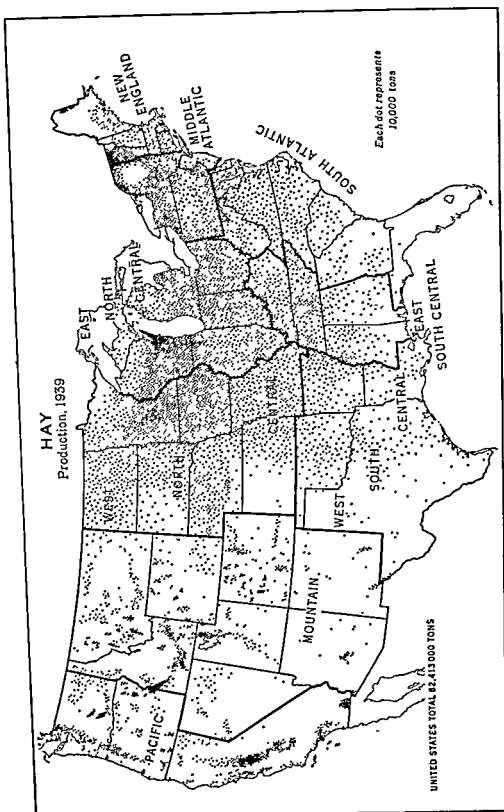 HAY
Production, 1939
NEW
ENGLAND
MIDDLE
ATLANTIC
SOUTH ATLANTIC
EAST
NORTH
CENTRAL
EAST
SOUTH CENTRAL
WEST
NORTH
CENTRAL
WEST
SOUTH
CENTRAL
MOUNTAIN
PACIFIC
Each dot represents
10,000 tons
UNITED STATES TOTAL 82,413,000 TONS